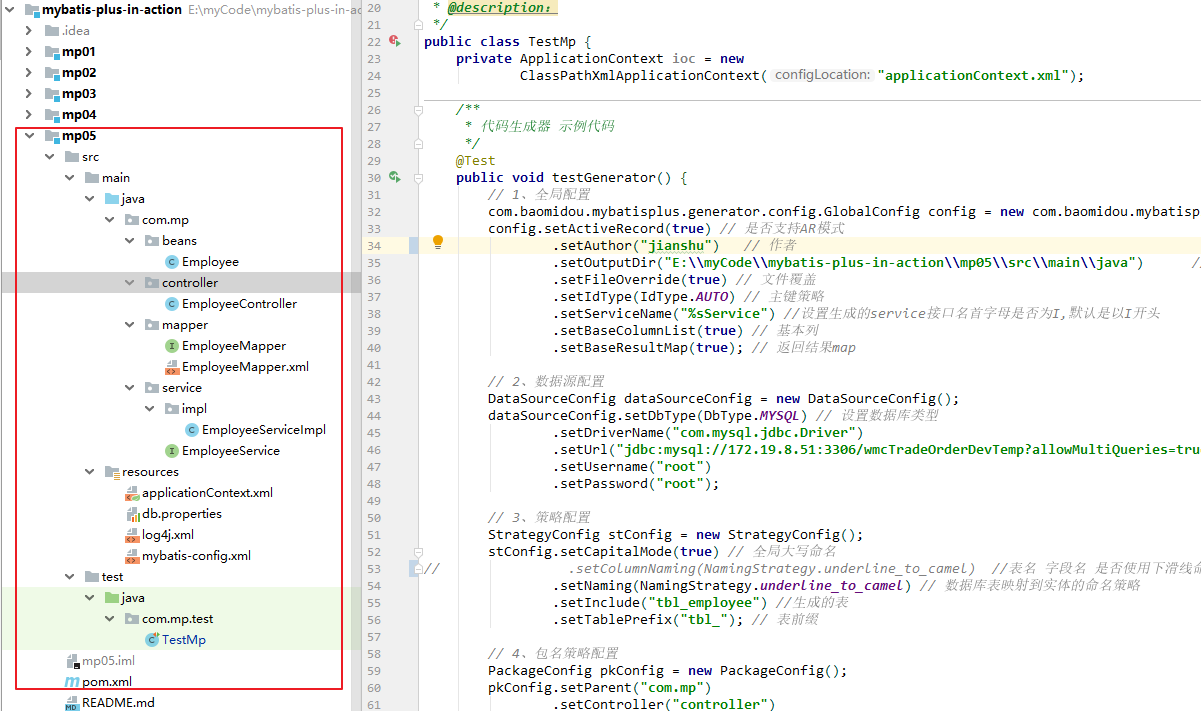 mybatis-plus-in-action E:\myCode\mybatis-plus-in-ac
.idea
mp01
mp02
mp03
mp04
mp05
src
main
java
com.mp
beans
Employee
controller
EmployeeController
mapper
EmployeeMapper
EmployeeMapper.xml
service
impl
EmployeeServiceImpl
EmployeeService
resources
applicationContext.xml
db.properties
log4j.xml
mybatis-config.xml
test
java
com.mp.test
TestMp
mp05.iml
pom.xml
README.md
20 * @description:
21 */
22 public class TestMp {
23 private ApplicationContext ioc = new
24 ClassPathXmlApplicationContext( configLocation: "applicationContext.xml");
25
26 /**
27 * 代码生成器 示例代码
28 */
29 @Test
30 public void testGenerator() {
31 // 1、全局配置
32 com.baomidou.mybatisplus.generator.config.GlobalConfig config = new com.baomidou.mybatisp
33 config.setActiveRecord(true) // 是否支持AR模式
34 .setAuthor("jianshu") // 作者
35 .setOutputDir("E:\\myCode\\mybatis-plus-in-action\\mp05\\src\\main\\java") //
36 .setFileOverride(true) // 文件覆盖
37 .setIdType(IdType.AUTO) // 主键策略
38 .setServiceName("%sService") //设置生成的service接口名首字母是否为I,默认是以I开头
39 .setBaseColumnList(true) // 基本列
40 .setBaseResultMap(true); // 返回结果map
41
42 // 2、数据源配置
43 DataSourceConfig dataSourceConfig = new DataSourceConfig();
44 dataSourceConfig.setDbType(DbType.MYSQL) // 设置数据库类型
45 .setDriverName("com.mysql.jdbc.Driver")
46 .setUrl("jdbc:mysql://172.19.8.51:3306/wmcTradeOrderDevTemp?allowMultiQueries=tru
47 .setUsername("root")
48 .setPassword("root");
49
50 // 3、策略配置
51 StrategyConfig stConfig = new StrategyConfig();
52 stConfig.setCapitalMode(true) // 全局大写命名
53 // .setColumnNaming(NamingStrategy.underline_to_camel) //表名 字段名 是否使用下滑线命
54 .setNaming(NamingStrategy.underline_to_camel) // 数据库表映射到实体的命名策略
55 .setInclude("tbl_employee") //生成的表
56 .setTablePrefix("tbl_"); // 表前缀
57
58 // 4、包名策略配置
59 PackageConfig pkConfig = new PackageConfig();
60 pkConfig.setParent("com.mp")
61 .setController("controller")